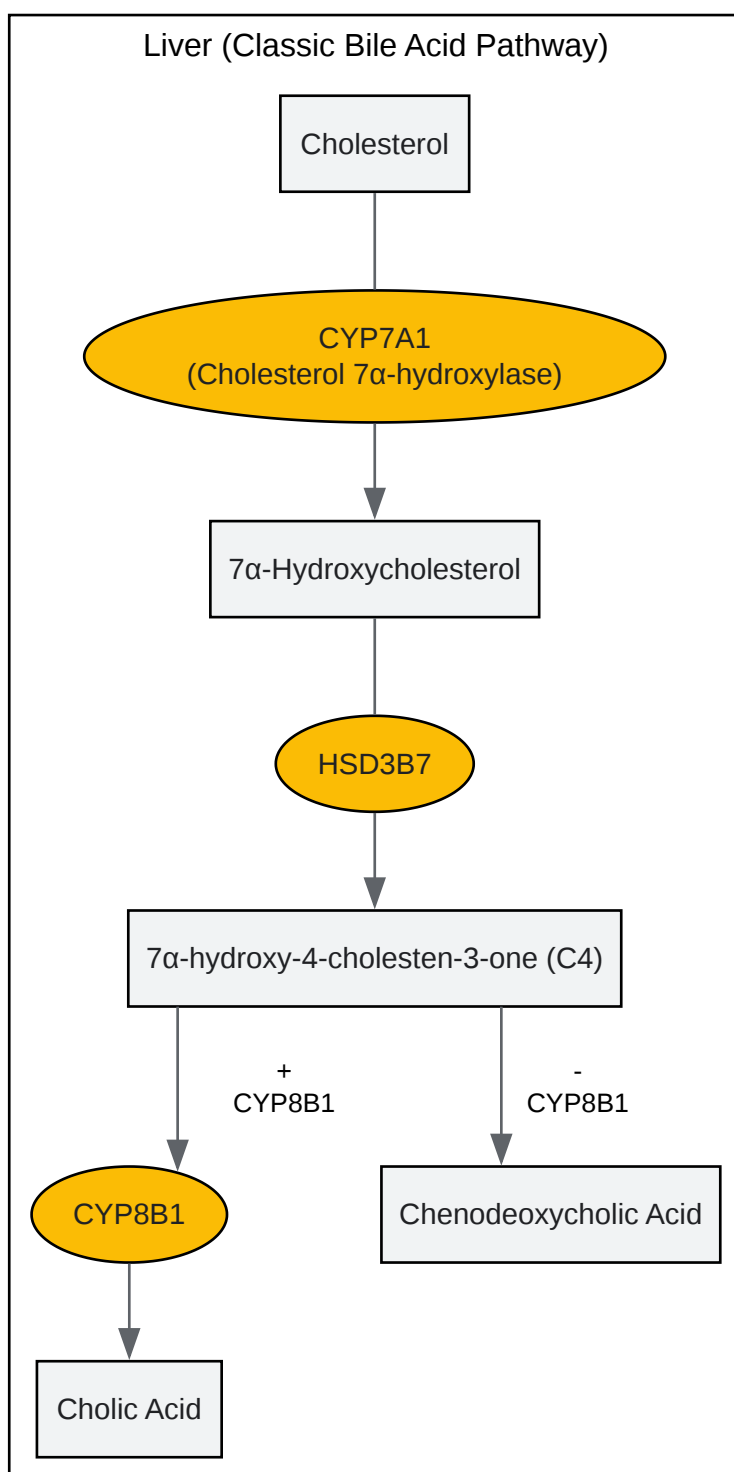 Liver (Classic Bile Acid Pathway)
Cholesterol
CYP7A1
(Cholesterol 7α-hydroxylase)
7α-Hydroxycholesterol
HSD3B7
7α-hydroxy-4-cholesten-3-one (C4)
+
CYP8B1
-
CYP8B1
CYP8B1
Chenodeoxycholic Acid
Cholic Acid